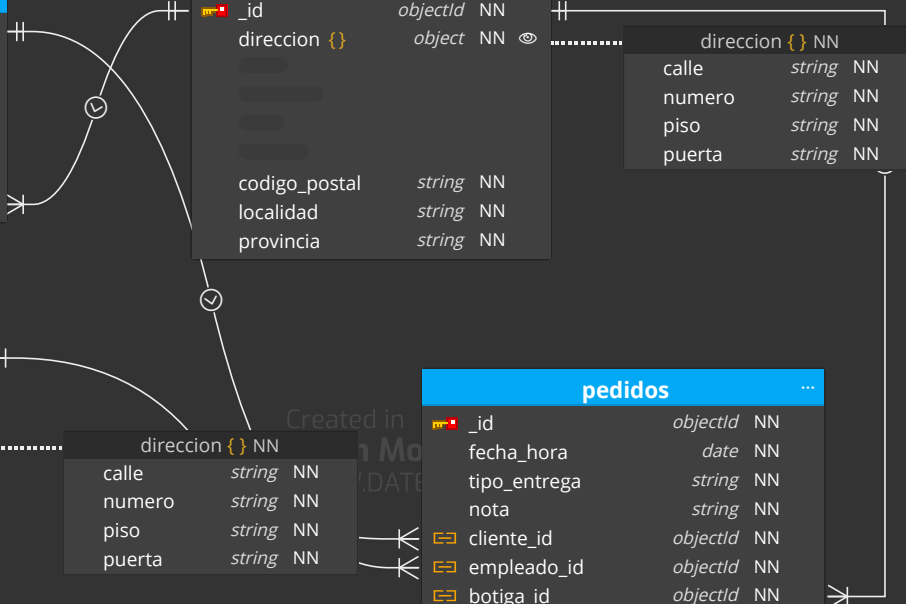 _id objectId NN
direccion {} object NN
codigo_postal string NN
localidad string NN
provincia string NN
direccion {} NN
calle string NN
numero string NN
piso string NN
puerta string NN
Created in
direccion {} NN
calle string NN
numero string NN
piso string NN
puerta string NN
pedidos ...
_id objectId NN
fecha_hora date NN
tipo_entrega string NN
nota string NN
cliente_id objectId NN
empleado_id objectId NN
botiga_id objectId NN